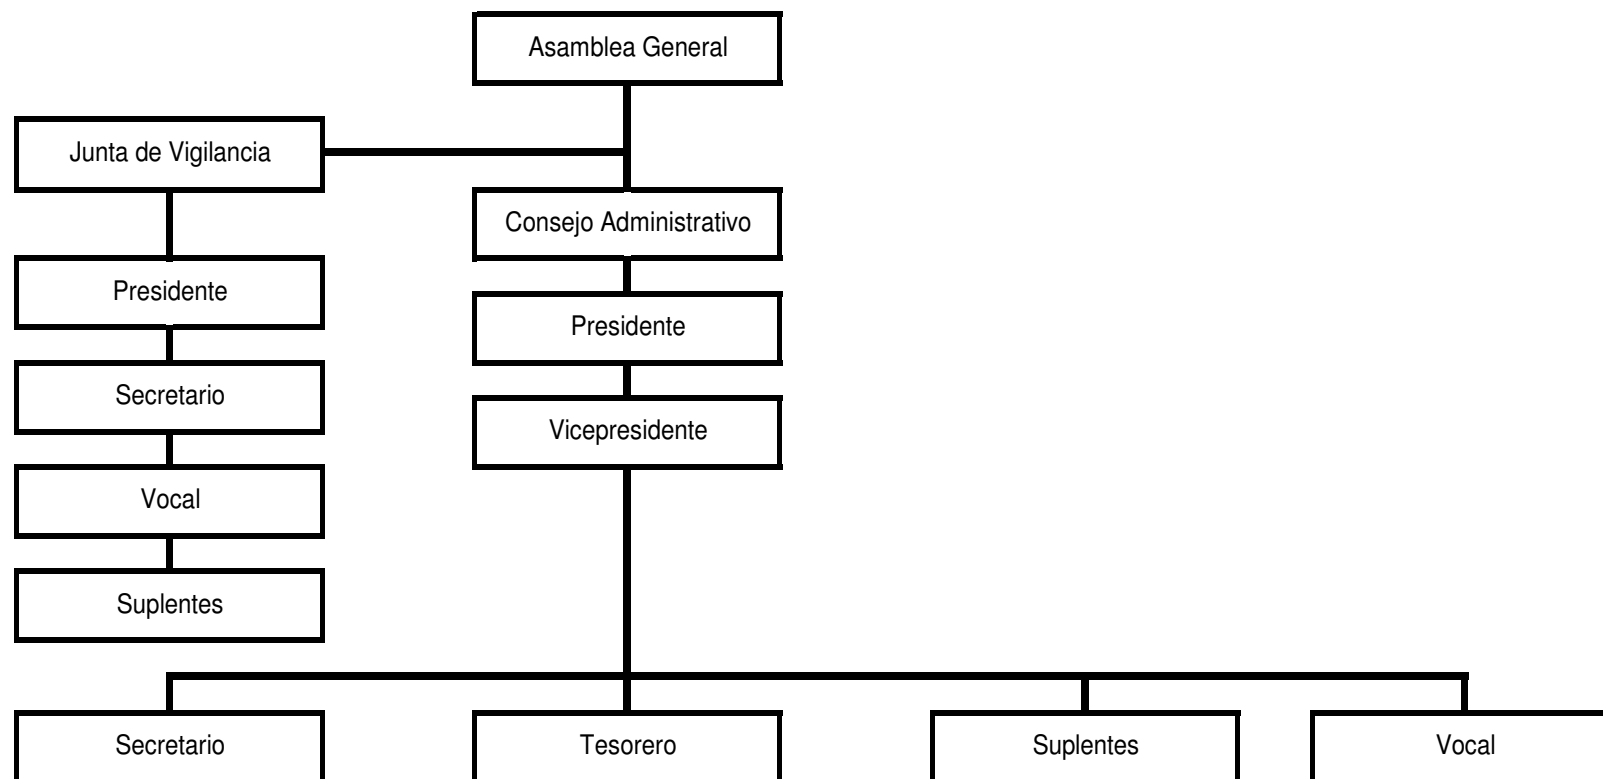 Asamblea General
Junta de Vigilancia
Consejo Administrativo
Presidente
Presidente
Secretario
Vicepresidente
Vocal
Suplentes
Secretario
Tesorero
Suplentes
Vocal